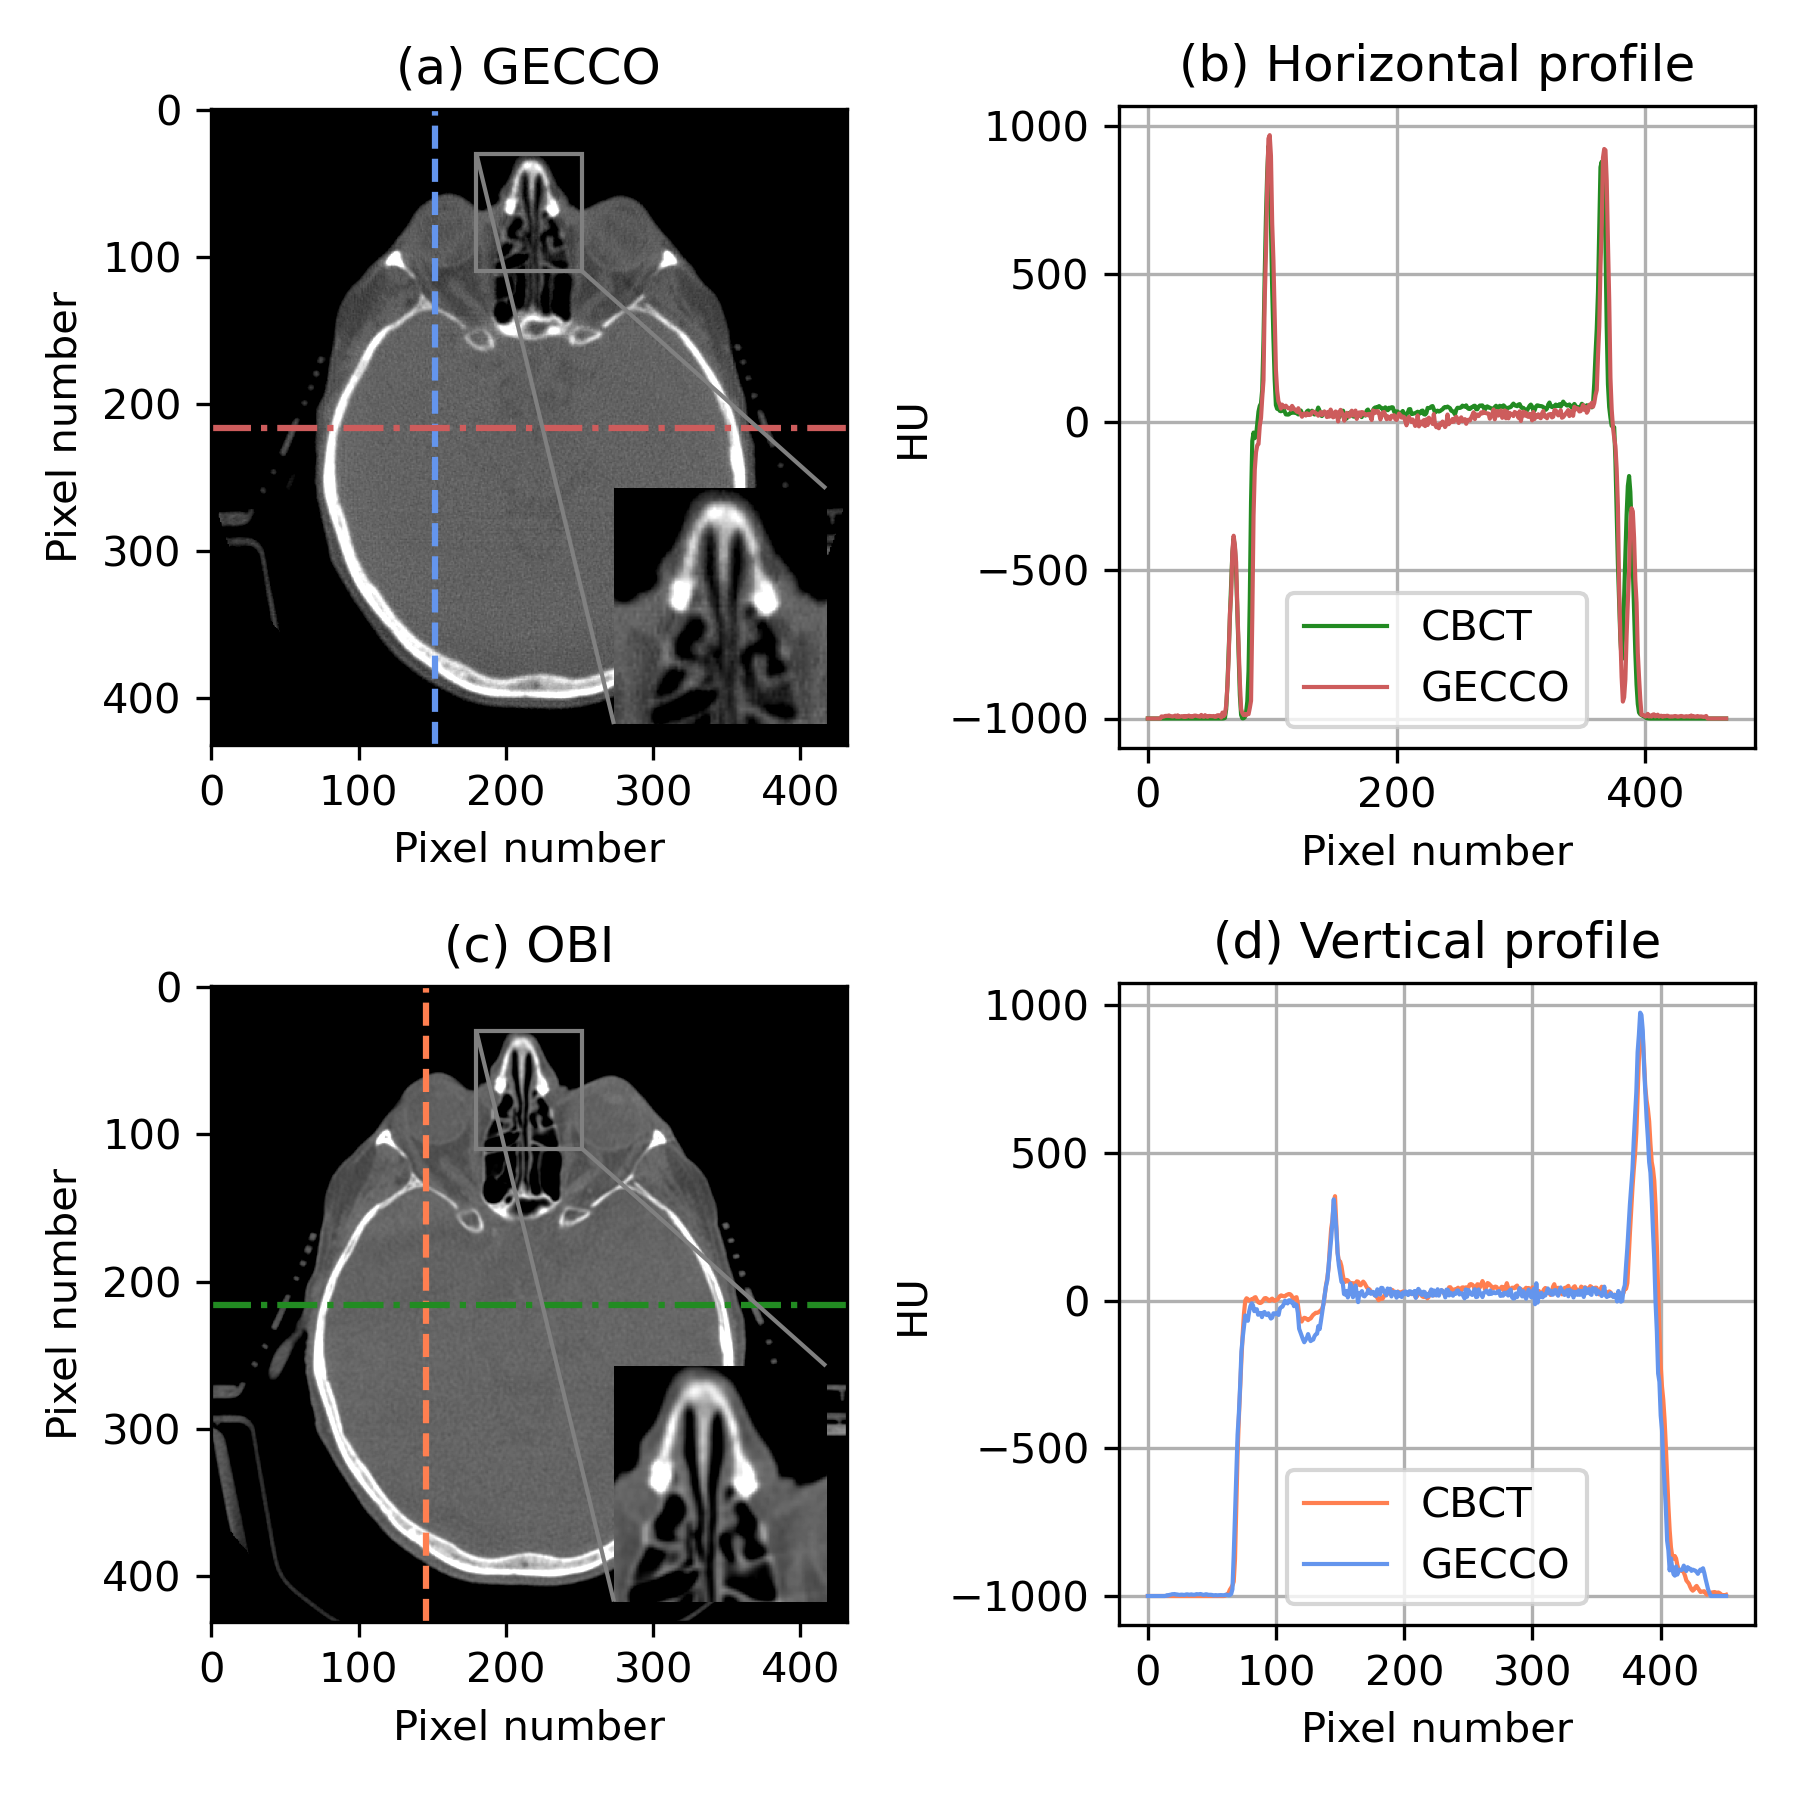 (a) GECCO
0
100
200
300
400
Pixel number
0 100 200 300 400
Pixel number
(b) Horizontal profile
1000
500
0
−500
−1000
HU
CBCT
GECCO
0 200 400
Pixel number
(c) OBI
0
100
200
300
400
Pixel number
0 100 200 300 400
Pixel number
(d) Vertical profile
1000
500
0
−500
−1000
HU
CBCT
GECCO
0 100 200 300 400
Pixel number